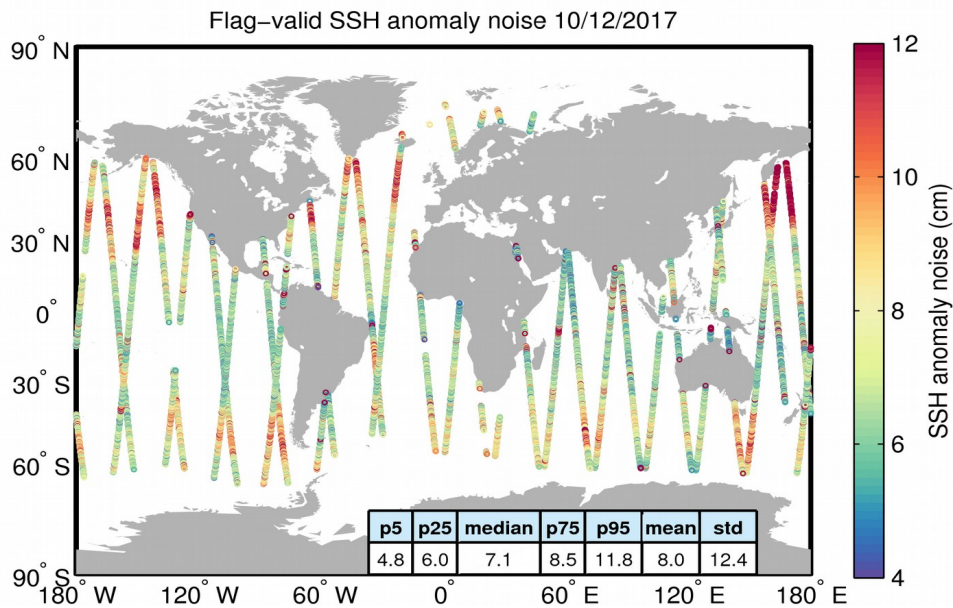 Flag−valid SSH anomaly noise 10/12/2017
90° N
60° N
30° N
0°
30° S
60° S
90° S
180° W 120° W 60° W 0° 60° E 120° E 180° E
p5 p25 median p75 p95 mean std
4.8 6.0 7.1 8.5 11.8 8.0 12.4
12
10
8
6
4
SSH anomaly noise (cm)